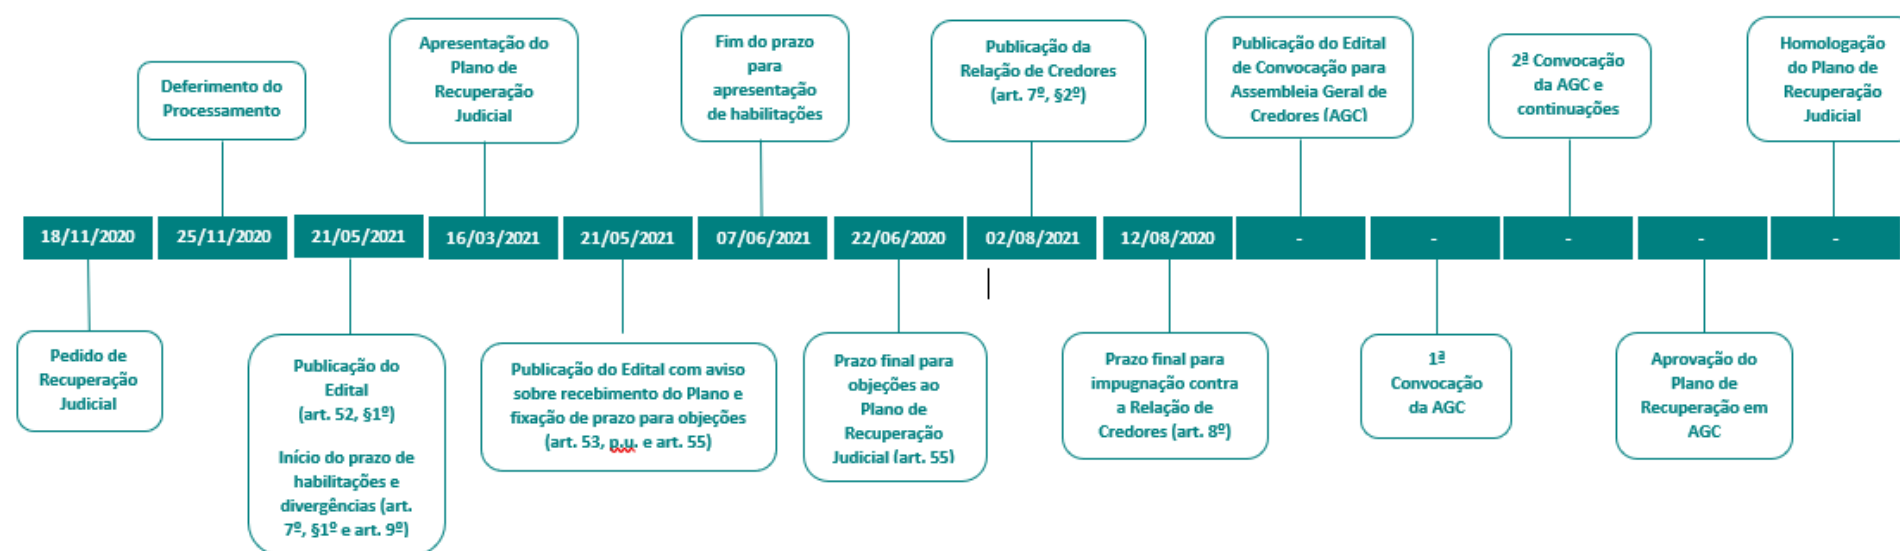 Deferimento do
Processamento
Apresentação do
Plano de
Recuperação
Judicial
Fim do prazo
para
apresentação
de habilitações
Publicação da
Relação de Credores
(art. 7º, §2º)
Publicação do Edital
de Convocação para
Assembleia Geral de
Credores (AGC)
2ª Convocação
da AGC e
continuações
Homologação
do Plano de
Recuperação
Judicial
18/11/2020
25/11/2020
21/05/2021
16/03/2021
21/05/2021
07/06/2021
22/06/2020
02/08/2021
12/08/2020
-
-
-
-
-
Pedido de
Recuperação
Judicial
Publicação do
Edital
(art. 52, §1º)
Início do prazo de
habilitações e
divergências (art.
7º, §1º e art. 9º)
Publicação do Edital com aviso
sobre recebimento do Plano e
fixação de prazo para objeções
(art. 53, p.u. e art. 55)
Prazo final para
objeções ao
Plano de
Recuperação
Judicial (art. 55)
Prazo final para
impugnação contra
a Relação de
Credores (art. 8º)
1ª
Convocação
da AGC
Aprovação do
Plano de
Recuperação em
AGC